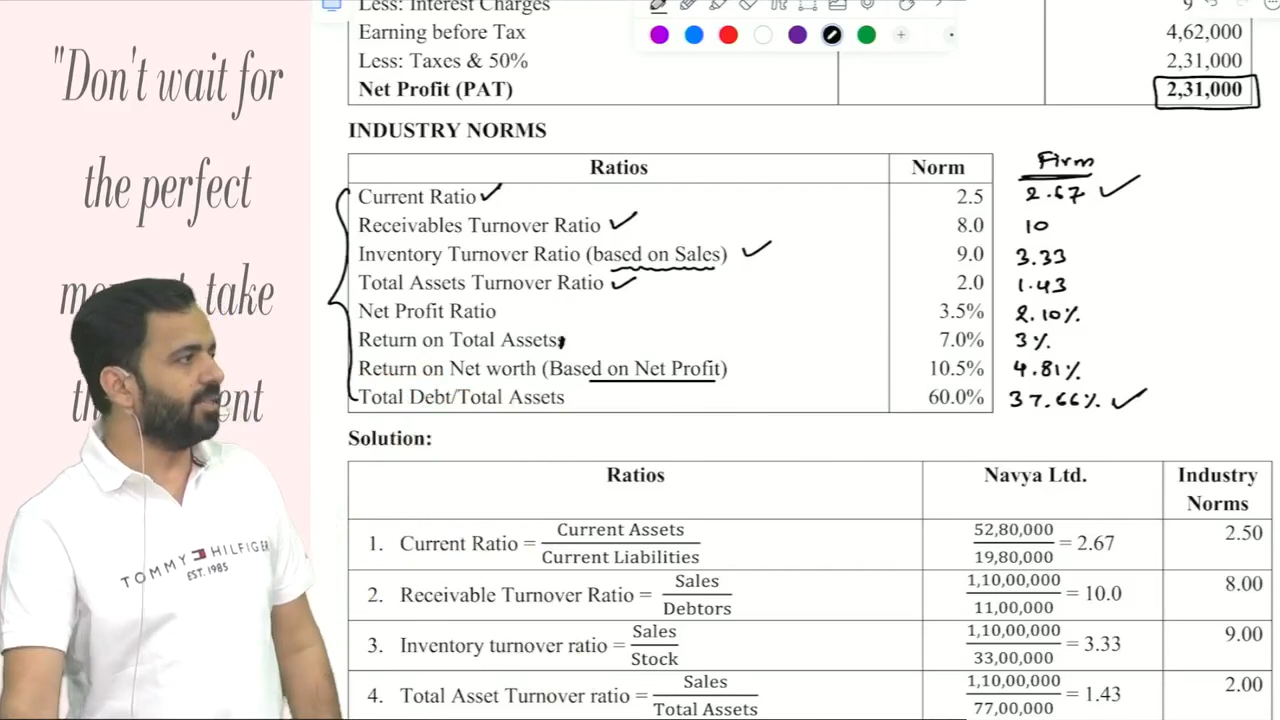 "Don't wait for
the perfect
take
Less: Interest Charges 9
Earning before Tax 4,62,000
Less: Taxes & 50% 2,31,000
Net Profit (PAT) 2,31,000
INDUSTRY NORMS
Ratios Norm Firm
Current Ratio 2.5 2.67
Receivables Turnover Ratio 8.0 10
Inventory Turnover Ratio (based on Sales) 9.0 3.33
Total Assets Turnover Ratio 2.0 1.43
Net Profit Ratio 3.5% 2.10%
Return on Total Assets 7.0% 3%
Return on Net worth (Based on Net Profit) 10.5% 4.81%
Total Debt/Total Assets 60.0% 37.66%
Solution:
Ratios Navya Ltd. Industry
Norms
1. Current Ratio = Current Assets / Current Liabilities 52,80,000 / 19,80,000 = 2.67 2.50
2. Receivable Turnover Ratio = Sales / Debtors 1,10,00,000 / 11,00,000 = 10.0 8.00
3. Inventory turnover ratio = Sales / Stock 1,10,00,000 / 33,00,000 = 3.33 9.00
4. Total Asset Turnover ratio = Sales / Total Assets 1,10,00,000 / 77,00,000 = 1.43 2.00
TOMMY HILFIGER
EST. 1985